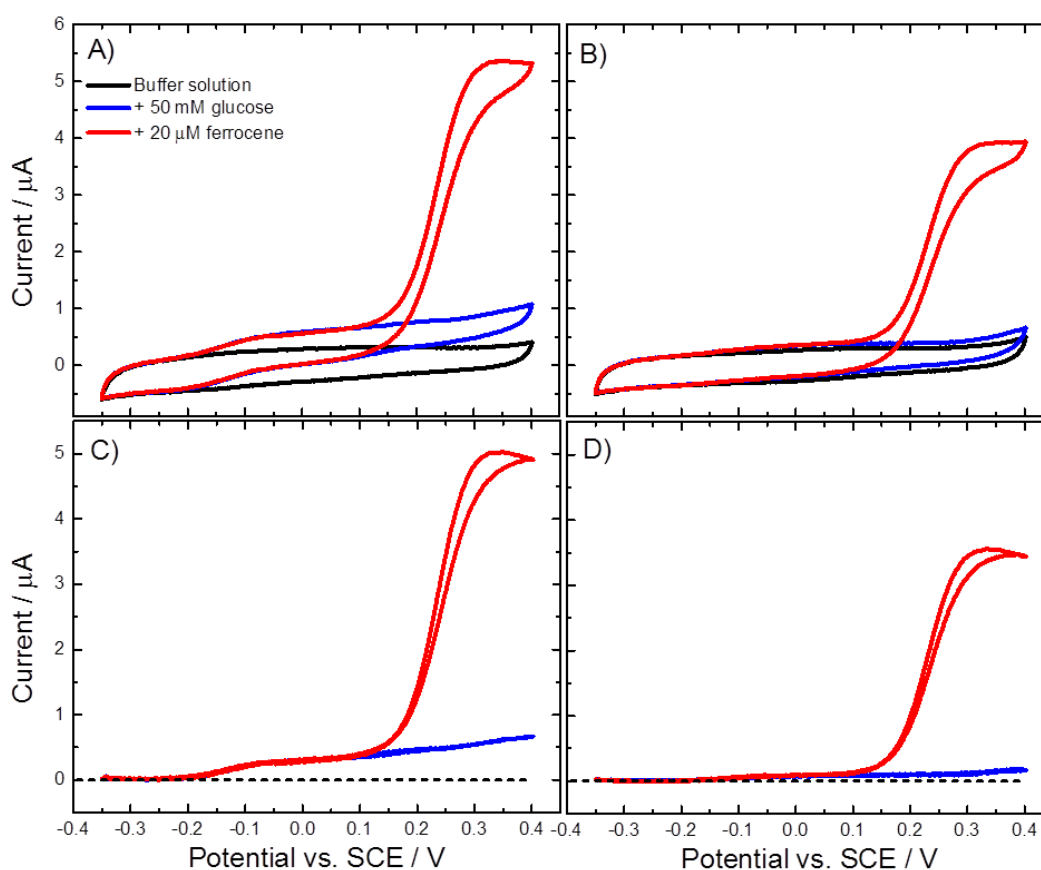 A)
Buffer solution
+ 50 mM glucose
+ 20 μM ferrocene
B)
6
5
4
3
2
1
0
Current / μA
C)
D)
5
4
3
2
1
0
Current / μA
-0.4 -0.3 -0.2 -0.1 0.0 0.1 0.2 0.3 0.4
-0.3 -0.2 -0.1 0.0 0.1 0.2 0.3 0.4
Potential vs. SCE / V
Potential vs. SCE / V